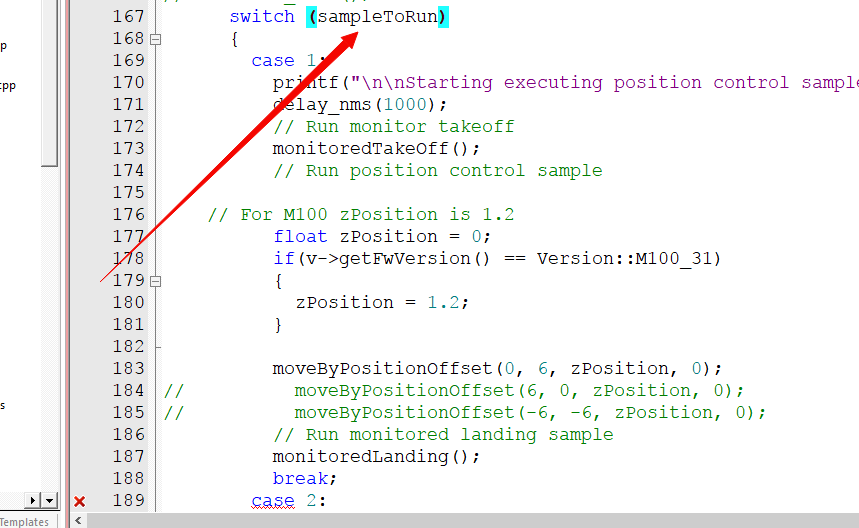 167 switch (sampleToRun)
p
168 {
169 case 1:
cpp
170 printf("\n\nStarting executing position control sample
171 delay_nms(1000);
172 // Run monitor takeoff
173 monitoredTakeOff();
174 // Run position control sample
175
176 // For M100 zPosition is 1.2
177 float zPosition = 0;
178 if(v->getFwVersion() == Version::M100_31)
179 {
180 zPosition = 1.2;
181 }
182
183 moveByPositionOffset(0, 6, zPosition, 0);
184 // moveByPositionOffset(6, 0, zPosition, 0);
s
185 // moveByPositionOffset(-6, -6, zPosition, 0);
186 // Run monitored landing sample
187 monitoredLanding();
188 break;
189 case 2:
Templates